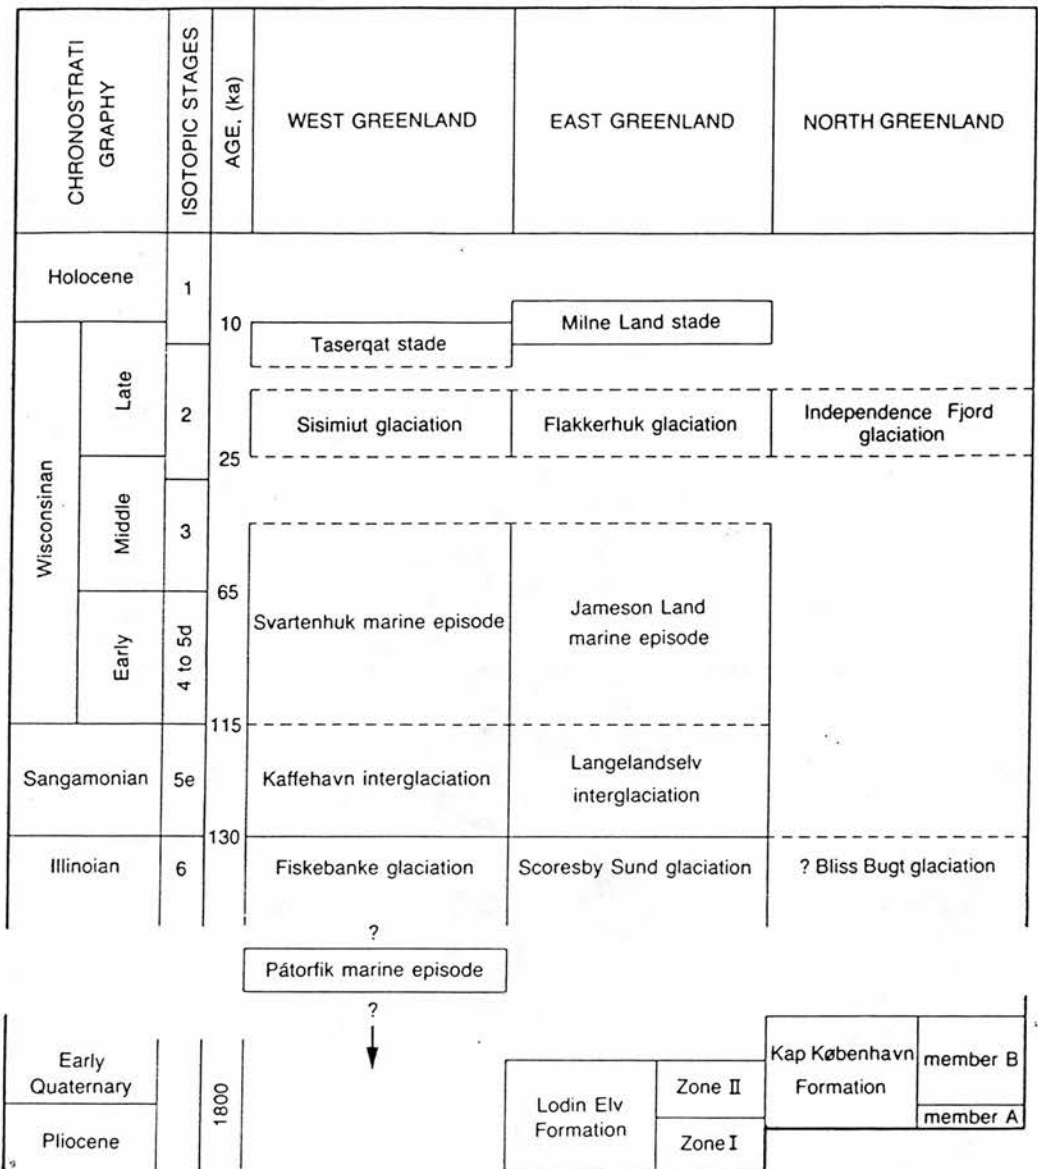 CHRONOSTRATI
GRAPHY
ISOTOPIC STAGES
AGE, (ka)
WEST GREENLAND
EAST GREENLAND
NORTH GREENLAND
Holocene
1
10
Taserqat stade
Milne Land stade
Wisconsinan
Late
2
Sisimiut glaciation
Flakkerhuk glaciation
Independence Fjord
glaciation
25
Middle
3
65
Early
4 to 5d
Svartenhuk marine episode
Jameson Land
marine episode
115
Sangamonian
5e
Kaffehavn interglaciation
Langelandselv
interglaciation
130
Illinoian
6
Fiskebanke glaciation
Scoresby Sund glaciation
? Bliss Bugt glaciation
?
Pátorfik marine episode
?
Early
Quaternary
Pliocene
1800
Lodin Elv
Formation
Zone II
Zone I
Kap København
Formation
member B
member A